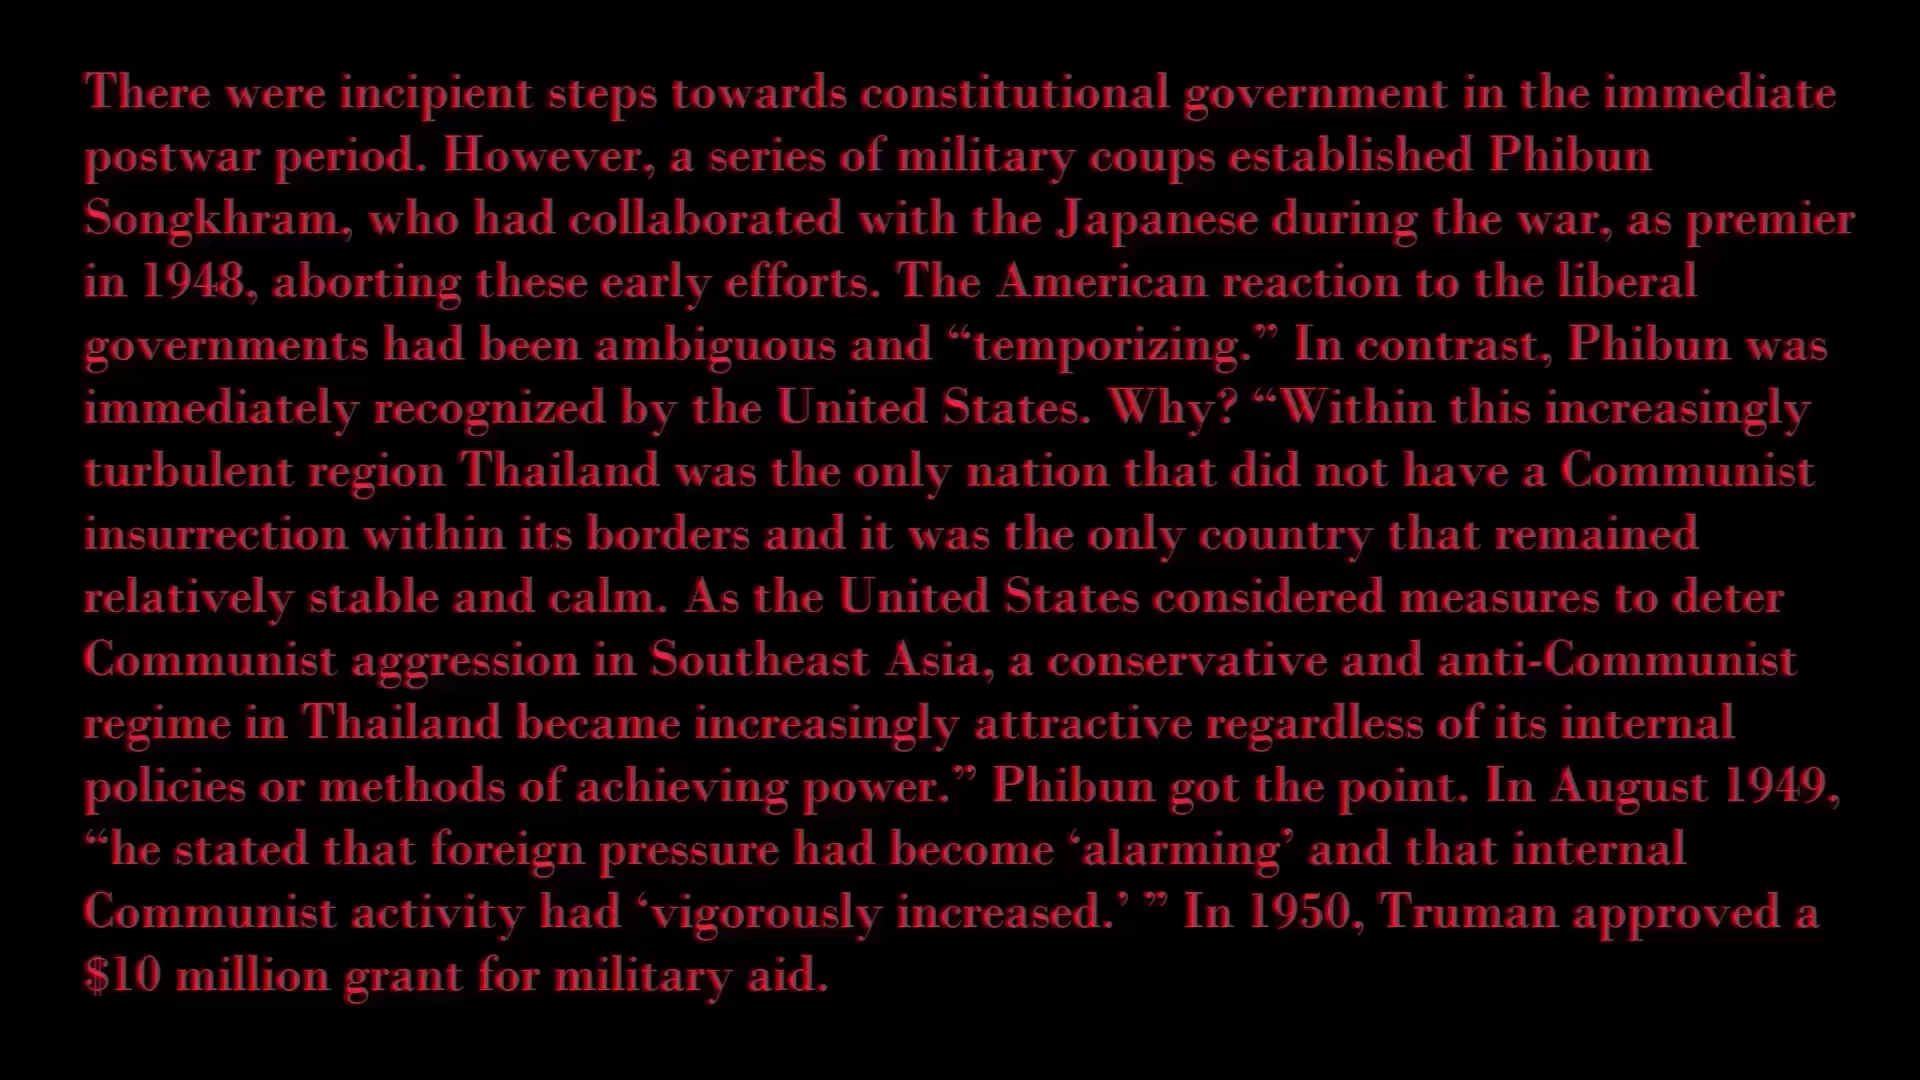 There were incipient steps towards constitutional government in the immediate
postwar period. However, a series of military coups established Phibun
Songkhram, who had collaborated with the Japanese during the war, as premier
in 1948, aborting these early efforts. The American reaction to the liberal
governments had been ambiguous and “temporizing.” In contrast, Phibun was
immediately recognized by the United States. Why? “Within this increasingly
turbulent region Thailand was the only nation that did not have a Communist
insurrection within its borders and it was the only country that remained
relatively stable and calm. As the United States considered measures to deter
Communist aggression in Southeast Asia, a conservative and anti-Communist
regime in Thailand became increasingly attractive regardless of its internal
policies or methods of achieving power.” Phibun got the point. In August 1949,
“he stated that foreign pressure had become ‘alarming’ and that internal
Communist activity had ‘vigorously increased.’ ” In 1950, Truman approved a
$10 million grant for military aid.